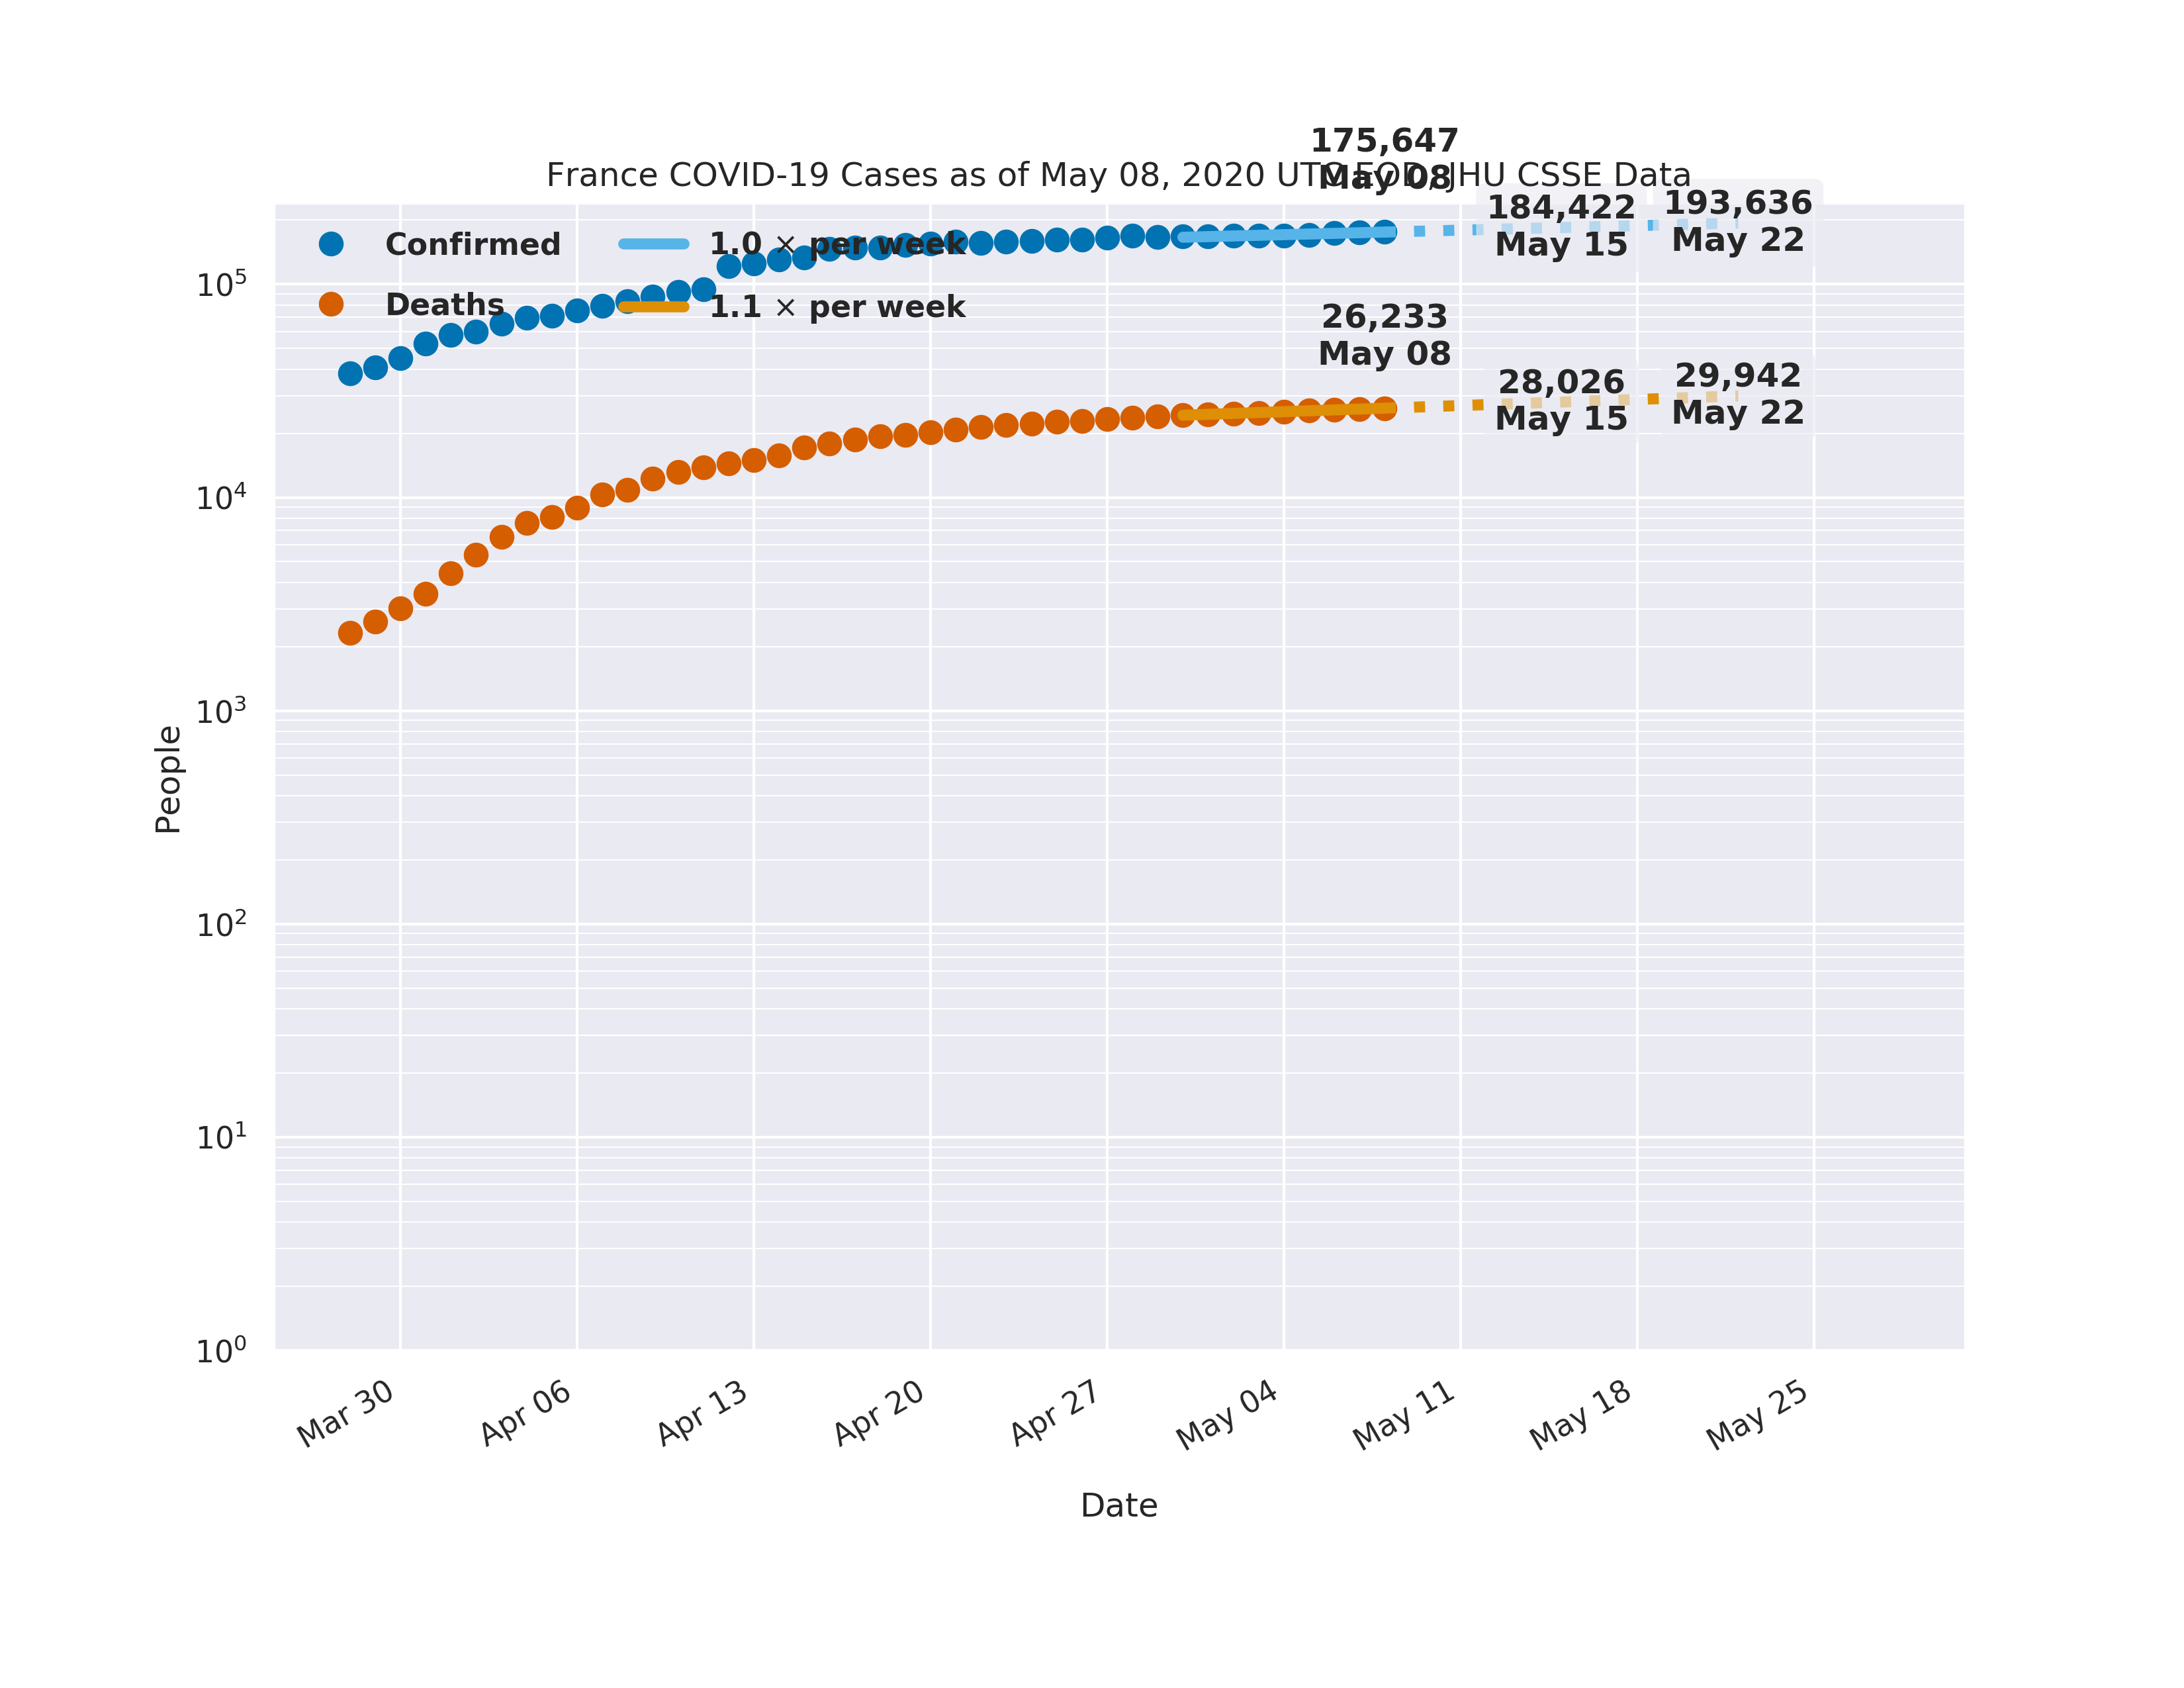 175,647
May 08
France COVID-19 Cases as of May 08, 2020 UTC EOD, JHU CSSE Data
184,422
May 15
193,636
May 22
Confirmed
1.0 × per week
Deaths
1.1 × per week
26,233
May 08
28,026
May 15
29,942
May 22
People
10⁵
10⁴
10³
10²
10¹
10⁰
Mar 30
Apr 06
Apr 13
Apr 20
Apr 27
May 04
May 11
May 18
May 25
Date